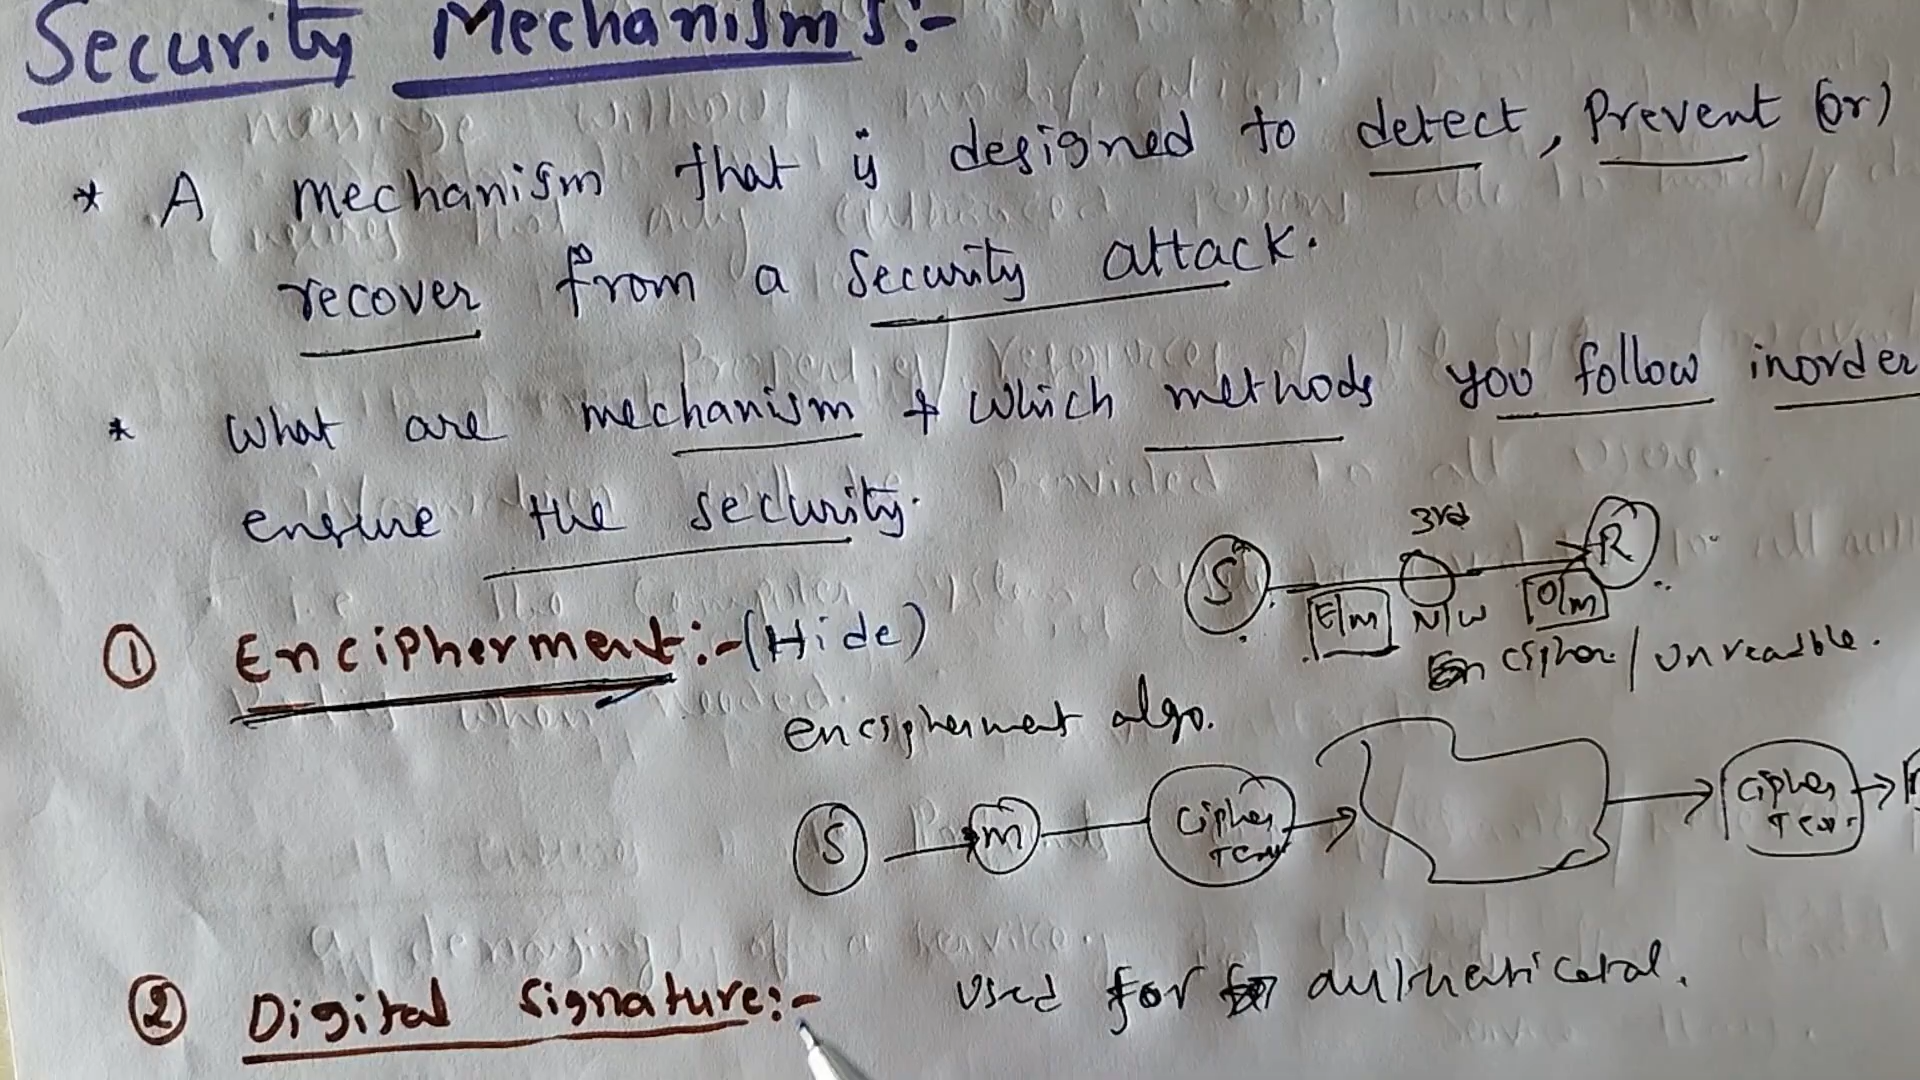 Security Mechanisms:-
* A mechanism that is designed to detect, Prevent (or)
recover from a security attack.
* What are mechanism & which methods you follow inorder
ensure the security.
3rd
S R
E/m N/W O/m
① Encipherment:-(Hide)
En cipher / unreadble.
encipherment algo.
S m Cipher Text cipher Text
② Digital Signature:- Used for